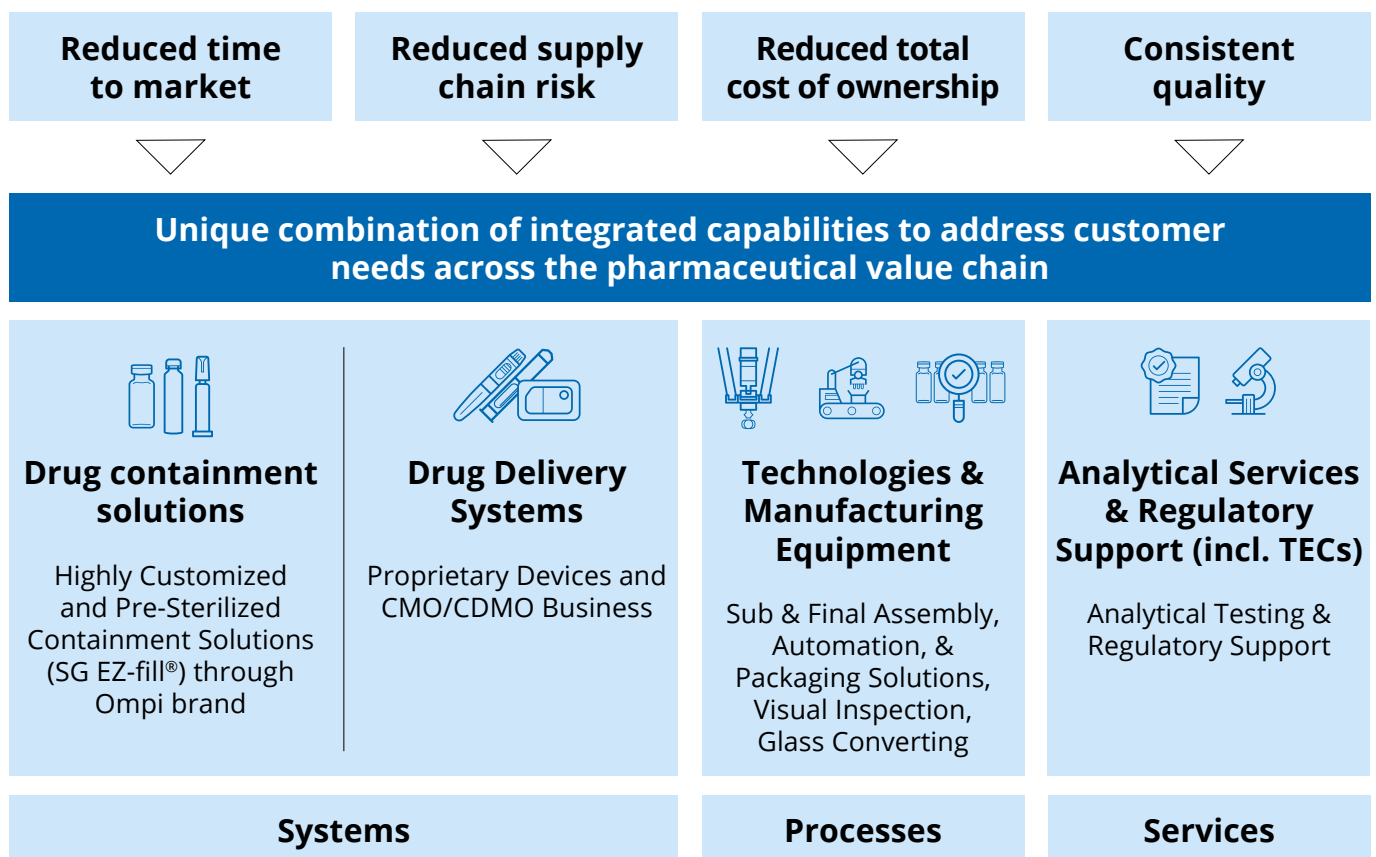 Reduced time
to market
Reduced supply
chain risk
Reduced total
cost of ownership
Consistent
quality
Unique combination of integrated capabilities to address customer
needs across the pharmaceutical value chain
Drug containment
solutions
Highly Customized
and Pre-Sterilized
Containment Solutions
(SG EZ-fill®) through
Ompi brand
Drug Delivery
Systems
Proprietary Devices and
CMO/CDMO Business
Technologies &
Manufacturing
Equipment
Sub & Final Assembly,
Automation, &
Packaging Solutions,
Visual Inspection,
Glass Converting
Analytical Services
& Regulatory
Support (incl. TECs)
Analytical Testing &
Regulatory Support
Systems
Processes
Services